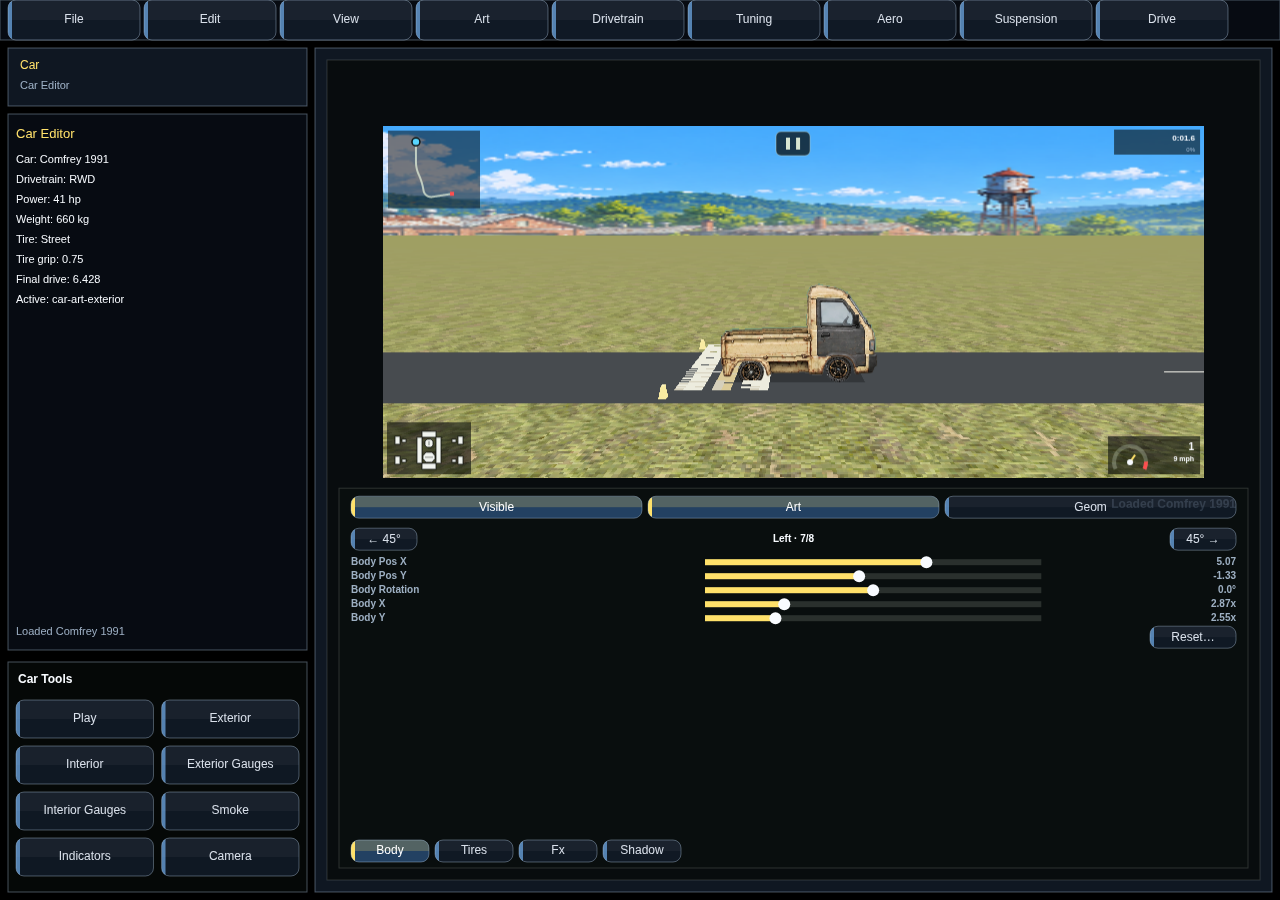 File
Edit
View
Art
Drivetrain
Tuning
Aero
Suspension
Drive
Car
Car Editor
Car Editor
Car: Comfrey 1991
Drivetrain: RWD
Power: 41 hp
Weight: 660 kg
Tire: Street
Tire grip: 0.75
Final drive: 6.428
Active: car-art-exterior
Loaded Comfrey 1991
Car Tools
Play
Exterior
Interior
Exterior Gauges
Interior Gauges
Smoke
Indicators
Camera
0:01.6
0%
1
9 mph
Visible
Art
Geom
Loaded Comfrey 1991
← 45°
Left · 7/8
45° →
Body Pos X 5.07
Body Pos Y -1.33
Body Rotation 0.0°
Body X 2.87x
Body Y 2.55x
Reset…
Body
Tires
Fx
Shadow